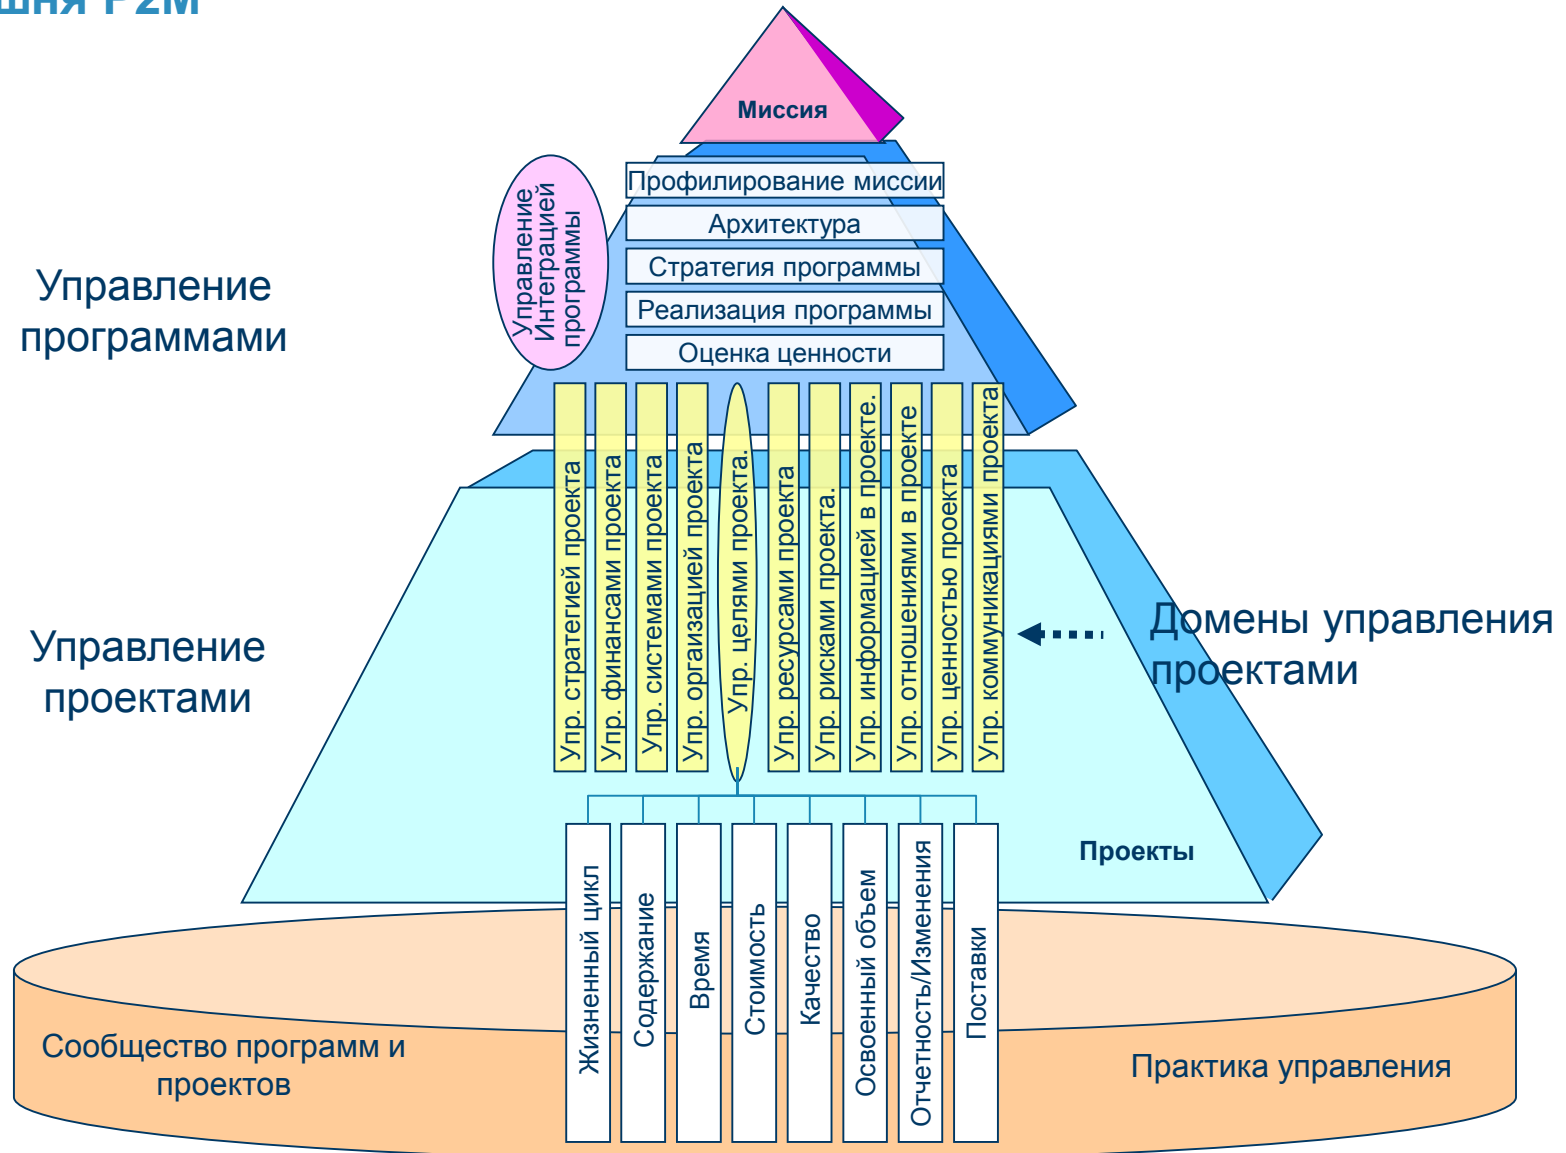 шня P2M
Миссия
Управление
Интеграцией
программы
Профилирование миссии
Архитектура
Стратегия программы
Реализация программы
Оценка ценности
Управление
программами
Упр. стратегией проекта
Упр. финансами проекта
Упр. системами проекта
Упр. организацией проекта
Упр. целями проекта.
Упр. ресурсами проекта
Упр. рисками проекта.
Упр. информацией в проекте.
Упр. отношениями в проекте
Упр. ценностью проекта
Упр. коммуникациями проекта
Управление
проектами
Домены управления
проектами
Проекты
Жизненный цикл
Содержание
Время
Стоимость
Качество
Освоенный объем
Отчетность/Изменения
Поставки
Сообщество программ и
проектов
Практика управления